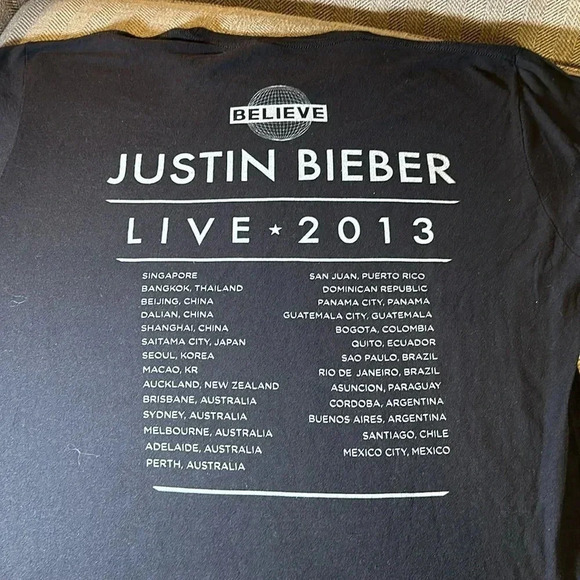 BELIEVE
JUSTIN BIEBER
LIVE ★ 2013
SINGAPORE
BANGKOK, THAILAND
BEIJING, CHINA
DALIAN, CHINA
SHANGHAI, CHINA
SAITAMA CITY, JAPAN
SEOUL, KOREA
MACAO, KR
AUCKLAND, NEW ZEALAND
BRISBANE, AUSTRALIA
SYDNEY, AUSTRALIA
MELBOURNE, AUSTRALIA
ADELAIDE, AUSTRALIA
PERTH, AUSTRALIA
SAN JUAN, PUERTO RICO
DOMINICAN REPUBLIC
PANAMA CITY, PANAMA
GUATEMALA CITY, GUATEMALA
BOGOTA, COLOMBIA
QUITO, ECUADOR
SAO PAULO, BRAZIL
RIO DE JANEIRO, BRAZIL
ASUNCION, PARAGUAY
CORDOBA, ARGENTINA
BUENOS AIRES, ARGENTINA
SANTIAGO, CHILE
MEXICO CITY, MEXICO